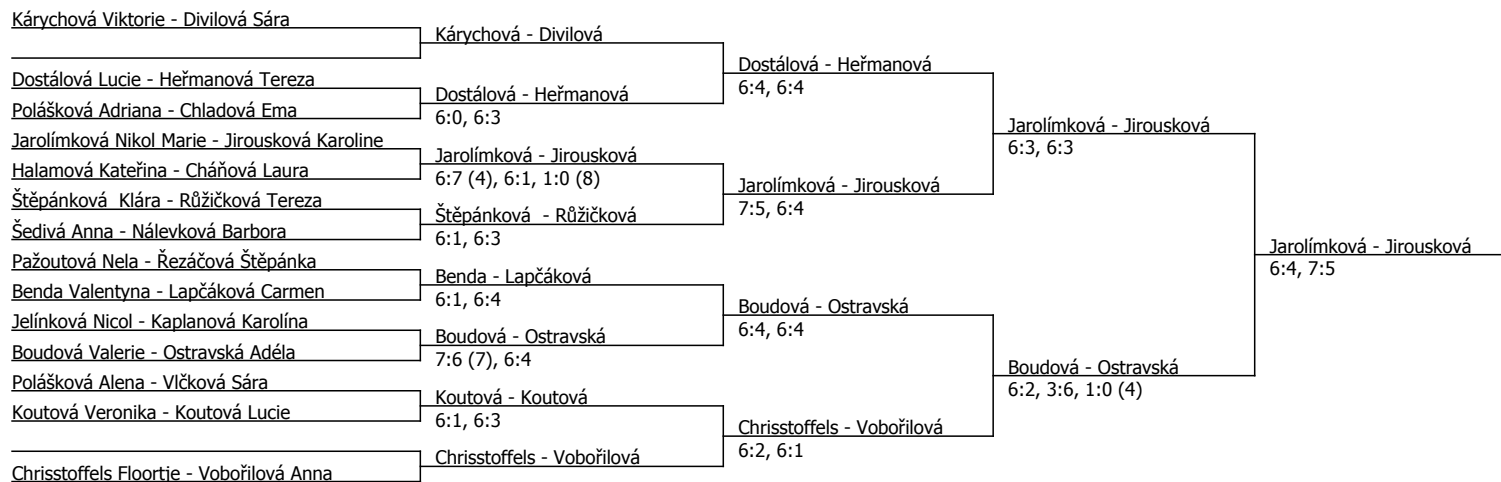 Kárychová Viktorie - Divilová Sára
Dostálová Lucie - Heřmanová Tereza
Polášková Adriana - Chladová Ema
Jarolímková Nikol Marie - Jirousková Karoline
Halamová Kateřina - Cháňová Laura
Štěpánková  Klára - Růžičková Tereza
Šedivá Anna - Nálevková Barbora
Pažoutová Nela - Řezáčová Štěpánka
Benda Valentyna - Lapčáková Carmen
Jelínková Nicol - Kaplanová Karolína
Boudová Valerie - Ostravská Adéla
Polášková Alena - Vlčková Sára
Koutová Veronika - Koutová Lucie
Chrisstoffels Floortje - Vobořilová Anna
Kárychová - Divilová
Dostálová - Heřmanová
6:0, 6:3
Jarolímková - Jirousková
6:7 (4), 6:1, 1:0 (8)
Štěpánková  - Růžičková
6:1, 6:3
Benda - Lapčáková
6:1, 6:4
Boudová - Ostravská
7:6 (7), 6:4
Koutová - Koutová
6:1, 6:3
Chrisstoffels - Vobořilová
Dostálová - Heřmanová
6:4, 6:4
Jarolímková - Jirousková
7:5, 6:4
Boudová - Ostravská
6:4, 6:4
Chrisstoffels - Vobořilová
6:2, 6:1
Jarolímková - Jirousková
6:3, 6:3
Boudová - Ostravská
6:2, 3:6, 1:0 (4)
Jarolímková - Jirousková
6:4, 7:5